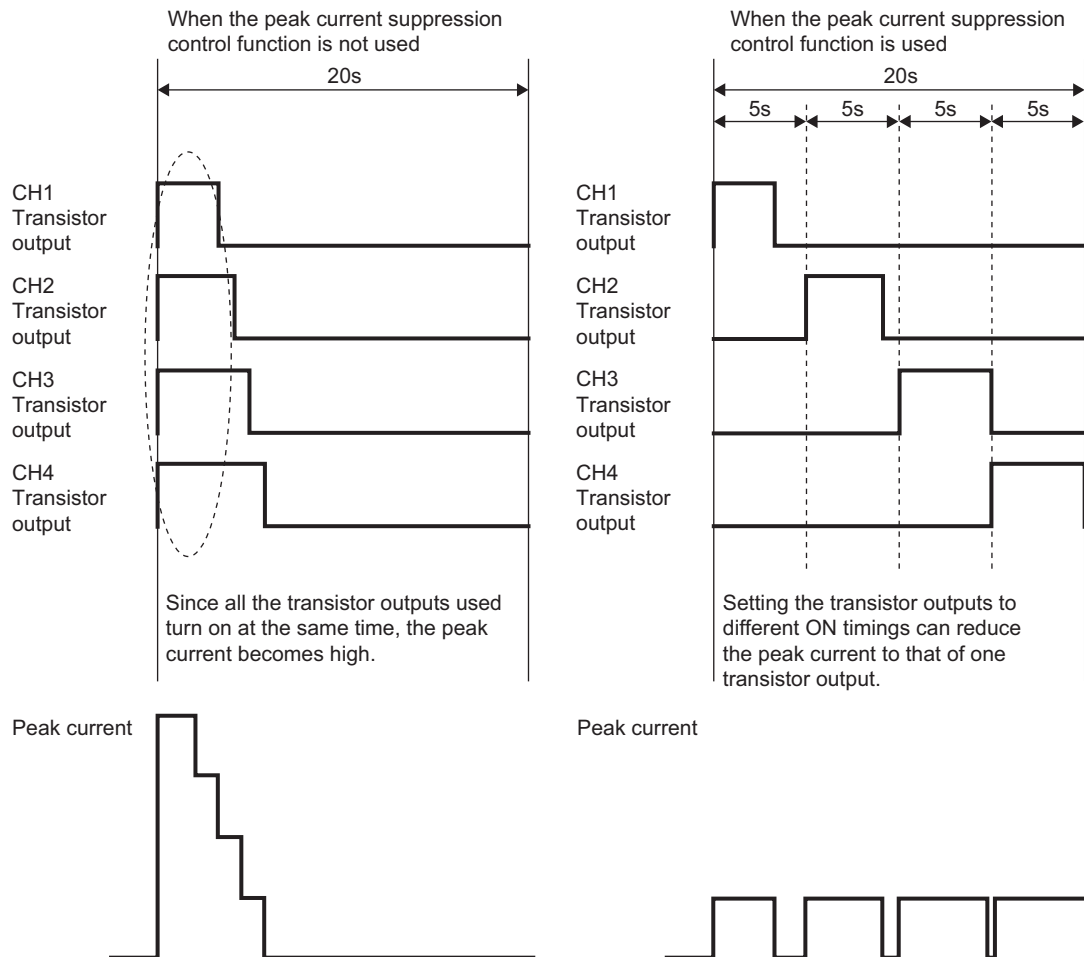 When the peak current suppression
control function is not used
20s
CH1
Transistor
output
CH2
Transistor
output
CH3
Transistor
output
CH4
Transistor
output
Since all the transistor outputs used
turn on at the same time, the peak
current becomes high.
Peak current
When the peak current suppression
control function is used
20s
5s 5s 5s 5s
CH1
Transistor
output
CH2
Transistor
output
CH3
Transistor
output
CH4
Transistor
output
Setting the transistor outputs to
different ON timings can reduce
the peak current to that of one
transistor output.
Peak current